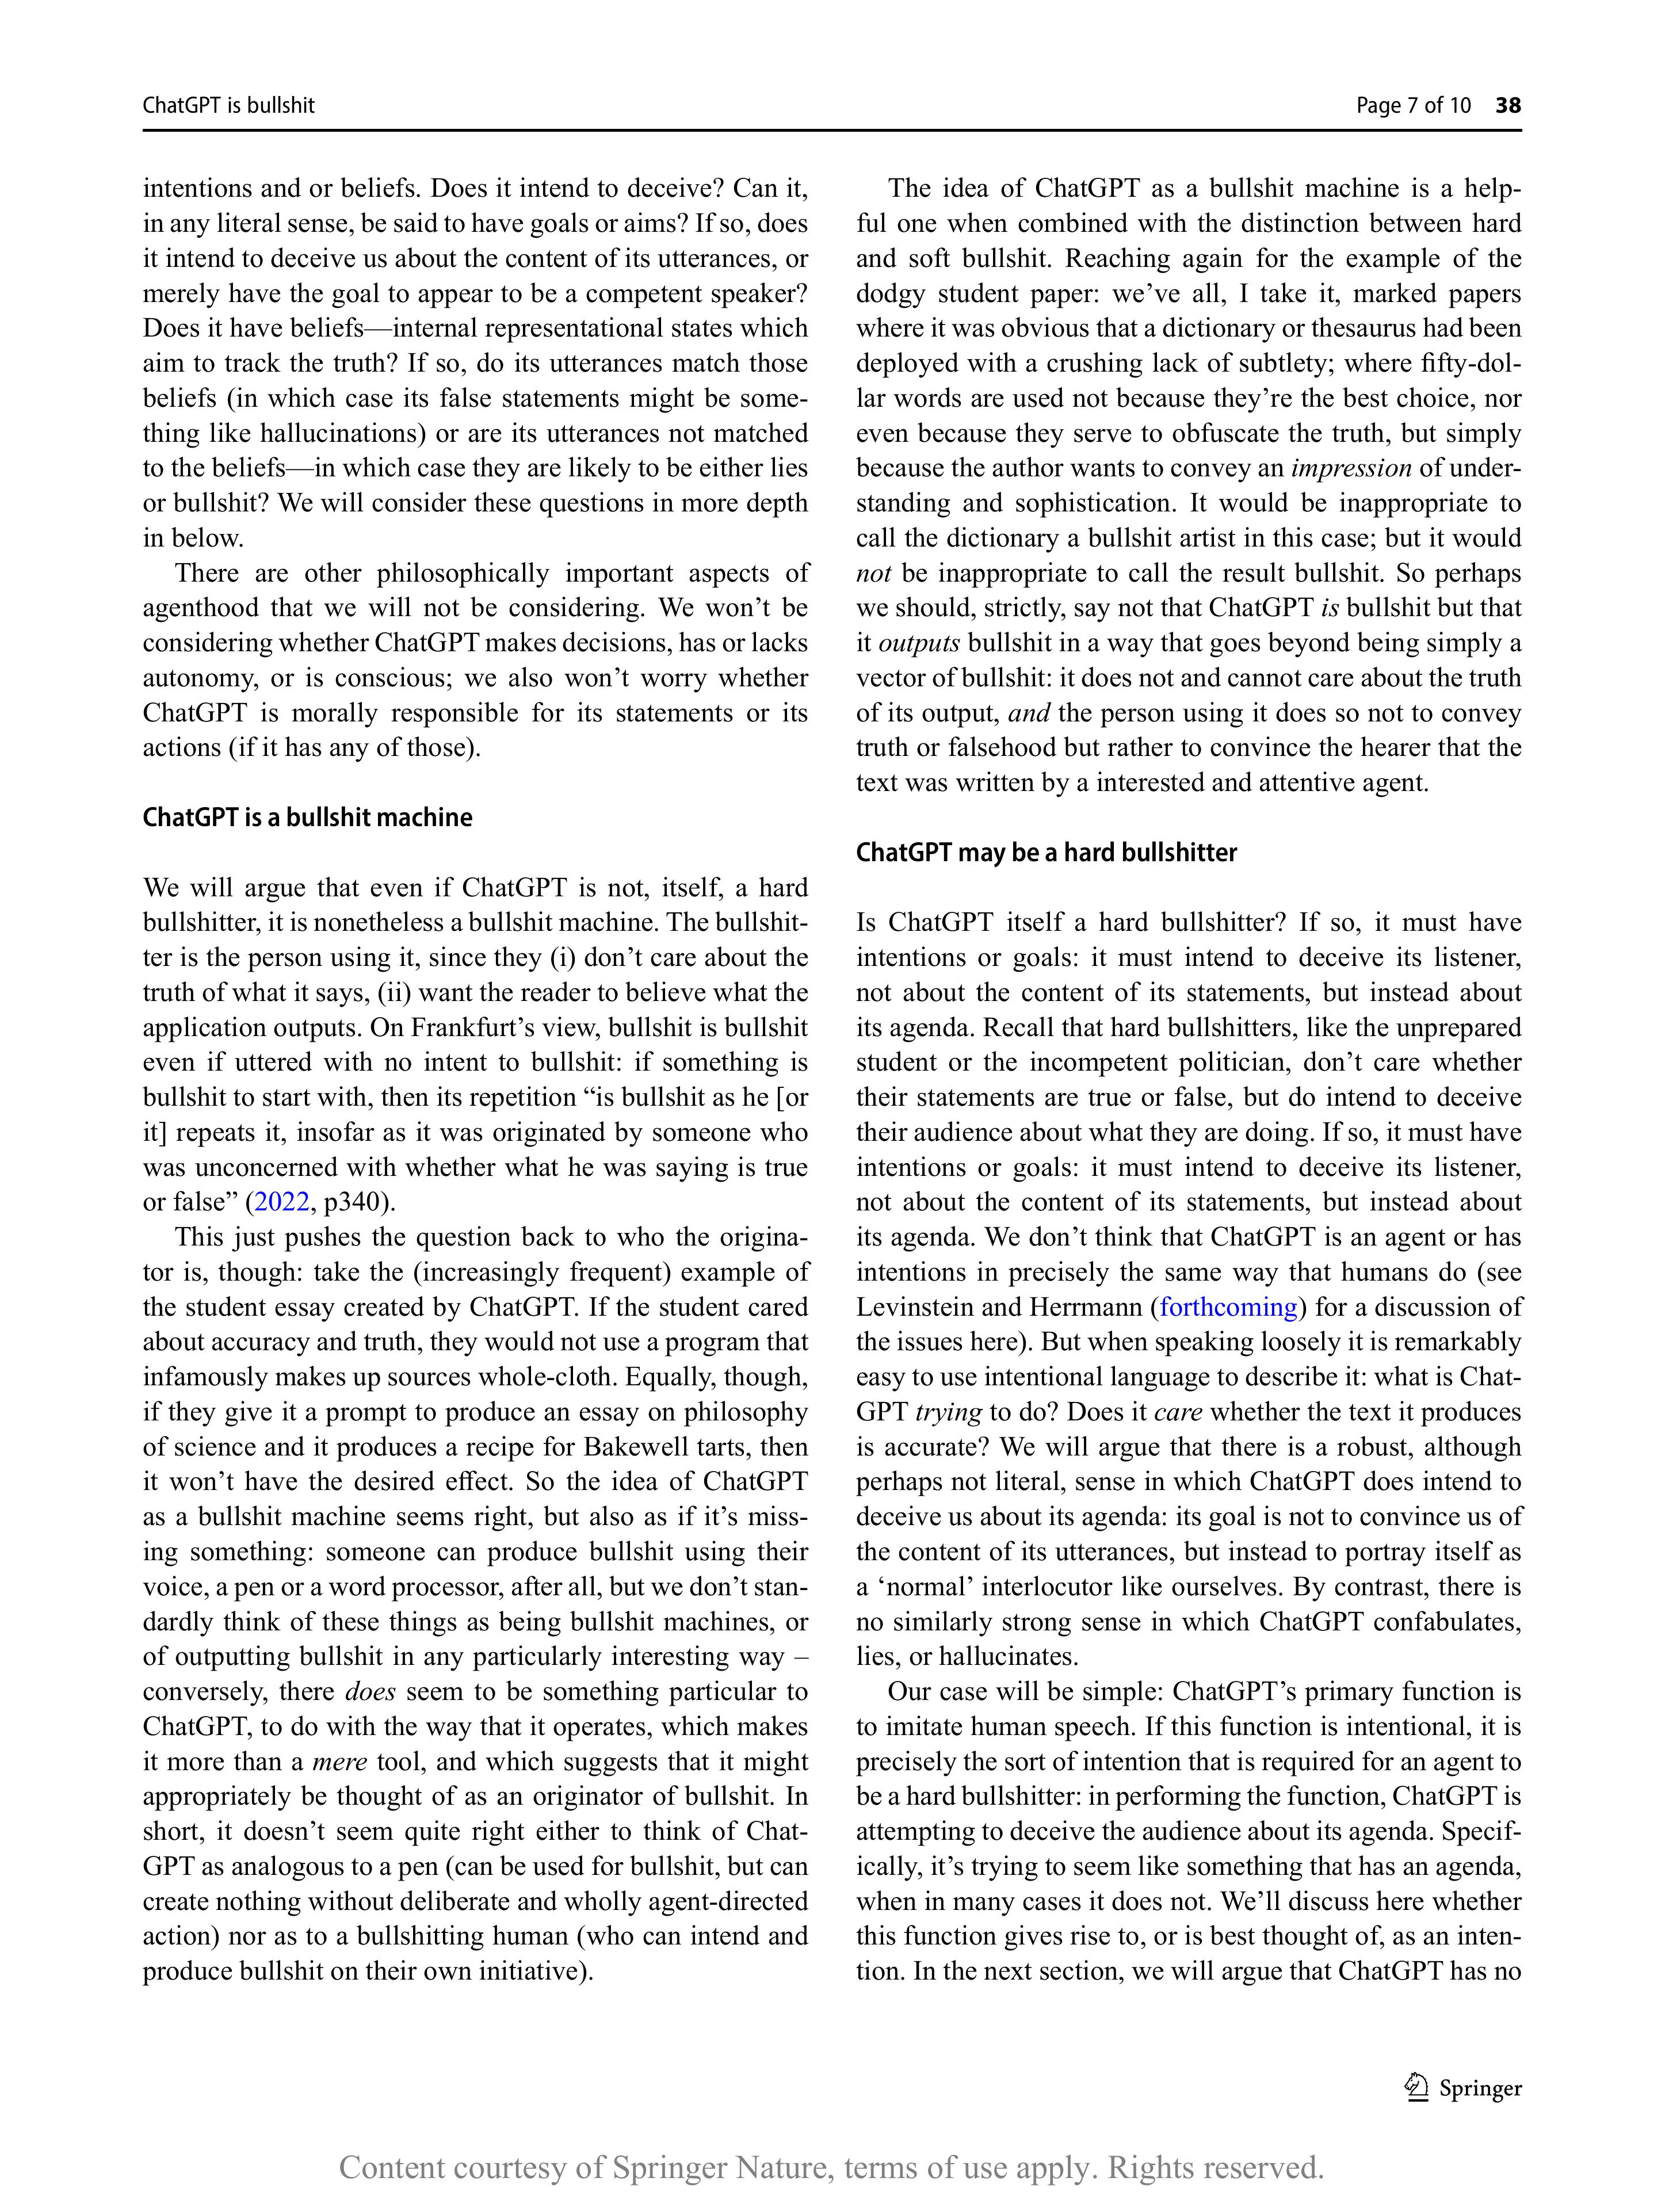 ChatGPT is bullshit
Page 7 of 10 38
intentions and or beliefs. Does it intend to deceive? Can it,
in any literal sense, be said to have goals or aims? If so, does
it intend to deceive us about the content of its utterances, or
merely have the goal to appear to be a competent speaker?
Does it have beliefs—internal representational states which
aim to track the truth? If so, do its utterances match those
beliefs (in which case its false statements might be some-
thing like hallucinations) or are its utterances not matched
to the beliefs—in which case they are likely to be either lies
or bullshit? We will consider these questions in more depth
in below.
There are other philosophically important aspects of
agenthood that we will not be considering. We won’t be
considering whether ChatGPT makes decisions, has or lacks
autonomy, or is conscious; we also won’t worry whether
ChatGPT is morally responsible for its statements or its
actions (if it has any of those).
ChatGPT is a bullshit machine
We will argue that even if ChatGPT is not, itself, a hard
bullshitter, it is nonetheless a bullshit machine. The bullshit-
ter is the person using it, since they (i) don’t care about the
truth of what it says, (ii) want the reader to believe what the
application outputs. On Frankfurt’s view, bullshit is bullshit
even if uttered with no intent to bullshit: if something is
bullshit to start with, then its repetition “is bullshit as he [or
it] repeats it, insofar as it was originated by someone who
was unconcerned with whether what he was saying is true
or false” (2022, p340).
This just pushes the question back to who the origina-
tor is, though: take the (increasingly frequent) example of
the student essay created by ChatGPT. If the student cared
about accuracy and truth, they would not use a program that
infamously makes up sources whole-cloth. Equally, though,
if they give it a prompt to produce an essay on philosophy
of science and it produces a recipe for Bakewell tarts, then
it won’t have the desired effect. So the idea of ChatGPT
as a bullshit machine seems right, but also as if it’s miss-
ing something: someone can produce bullshit using their
voice, a pen or a word processor, after all, but we don’t stan-
dardly think of these things as being bullshit machines, or
of outputting bullshit in any particularly interesting way –
conversely, there does seem to be something particular to
ChatGPT, to do with the way that it operates, which makes
it more than a mere tool, and which suggests that it might
appropriately be thought of as an originator of bullshit. In
short, it doesn’t seem quite right either to think of Chat-
GPT as analogous to a pen (can be used for bullshit, but can
create nothing without deliberate and wholly agent-directed
action) nor as to a bullshitting human (who can intend and
produce bullshit on their own initiative).
The idea of ChatGPT as a bullshit machine is a help-
ful one when combined with the distinction between hard
and soft bullshit. Reaching again for the example of the
dodgy student paper: we’ve all, I take it, marked papers
where it was obvious that a dictionary or thesaurus had been
deployed with a crushing lack of subtlety; where fifty-dol-
lar words are used not because they’re the best choice, nor
even because they serve to obfuscate the truth, but simply
because the author wants to convey an impression of under-
standing and sophistication. It would be inappropriate to
call the dictionary a bullshit artist in this case; but it would
not be inappropriate to call the result bullshit. So perhaps
we should, strictly, say not that ChatGPT is bullshit but that
it outputs bullshit in a way that goes beyond being simply a
vector of bullshit: it does not and cannot care about the truth
of its output, and the person using it does so not to convey
truth or falsehood but rather to convince the hearer that the
text was written by a interested and attentive agent.
ChatGPT may be a hard bullshitter
Is ChatGPT itself a hard bullshitter? If so, it must have
intentions or goals: it must intend to deceive its listener,
not about the content of its statements, but instead about
its agenda. Recall that hard bullshitters, like the unprepared
student or the incompetent politician, don’t care whether
their statements are true or false, but do intend to deceive
their audience about what they are doing. If so, it must have
intentions or goals: it must intend to deceive its listener,
not about the content of its statements, but instead about
its agenda. We don’t think that ChatGPT is an agent or has
intentions in precisely the same way that humans do (see
Levinstein and Herrmann (forthcoming) for a discussion of
the issues here). But when speaking loosely it is remarkably
easy to use intentional language to describe it: what is Chat-
GPT trying to do? Does it care whether the text it produces
is accurate? We will argue that there is a robust, although
perhaps not literal, sense in which ChatGPT does intend to
deceive us about its agenda: its goal is not to convince us of
the content of its utterances, but instead to portray itself as
a ‘normal’ interlocutor like ourselves. By contrast, there is
no similarly strong sense in which ChatGPT confabulates,
lies, or hallucinates.
Our case will be simple: ChatGPT’s primary function is
to imitate human speech. If this function is intentional, it is
precisely the sort of intention that is required for an agent to
be a hard bullshitter: in performing the function, ChatGPT is
attempting to deceive the audience about its agenda. Specif-
ically, it’s trying to seem like something that has an agenda,
when in many cases it does not. We’ll discuss here whether
this function gives rise to, or is best thought of, as an inten-
tion. In the next section, we will argue that ChatGPT has no
Springer
Content courtesy of Springer Nature, terms of use apply. Rights reserved.